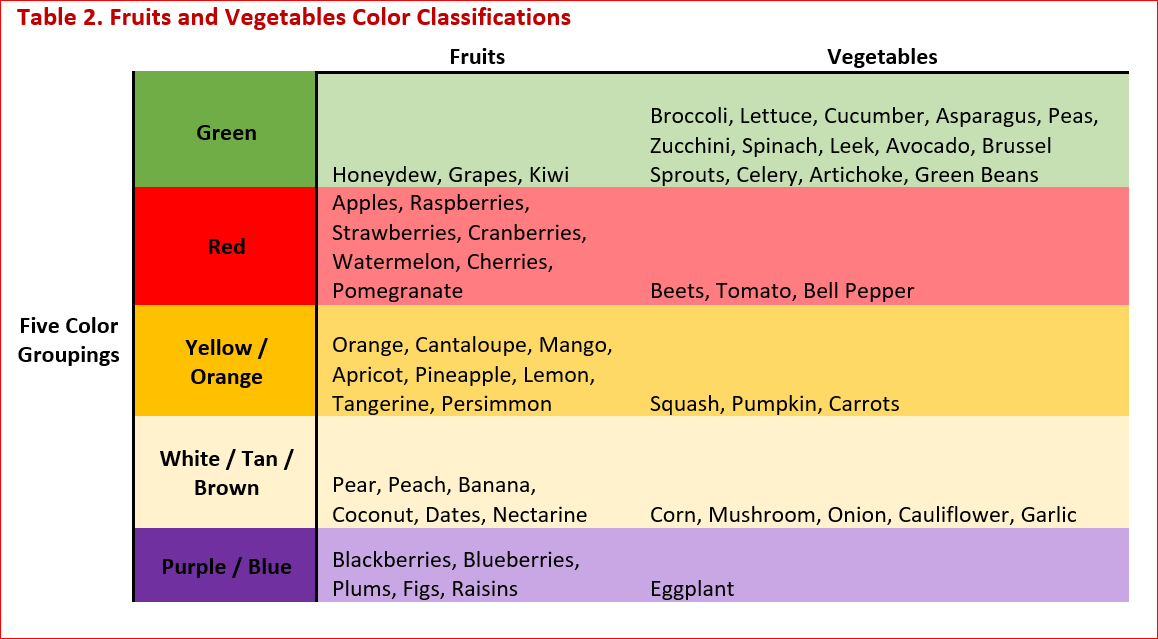 Table 2. Fruits and Vegetables Color Classifications
Fruits
Vegetables
Five Color
Groupings
Green
Honeydew, Grapes, Kiwi
Broccoli, Lettuce, Cucumber, Asparagus, Peas,
Zucchini, Spinach, Leek, Avocado, Brussel
Sprouts, Celery, Artichoke, Green Beans
Red
Apples, Raspberries,
Strawberries, Cranberries,
Watermelon, Cherries,
Pomegranate
Beets, Tomato, Bell Pepper
Yellow /
Orange
Orange, Cantaloupe, Mango,
Apricot, Pineapple, Lemon,
Tangerine, Persimmon
Squash, Pumpkin, Carrots
White / Tan /
Brown
Pear, Peach, Banana,
Coconut, Dates, Nectarine
Corn, Mushroom, Onion, Cauliflower, Garlic
Purple / Blue
Blackberries, Blueberries,
Plums, Figs, Raisins
Eggplant